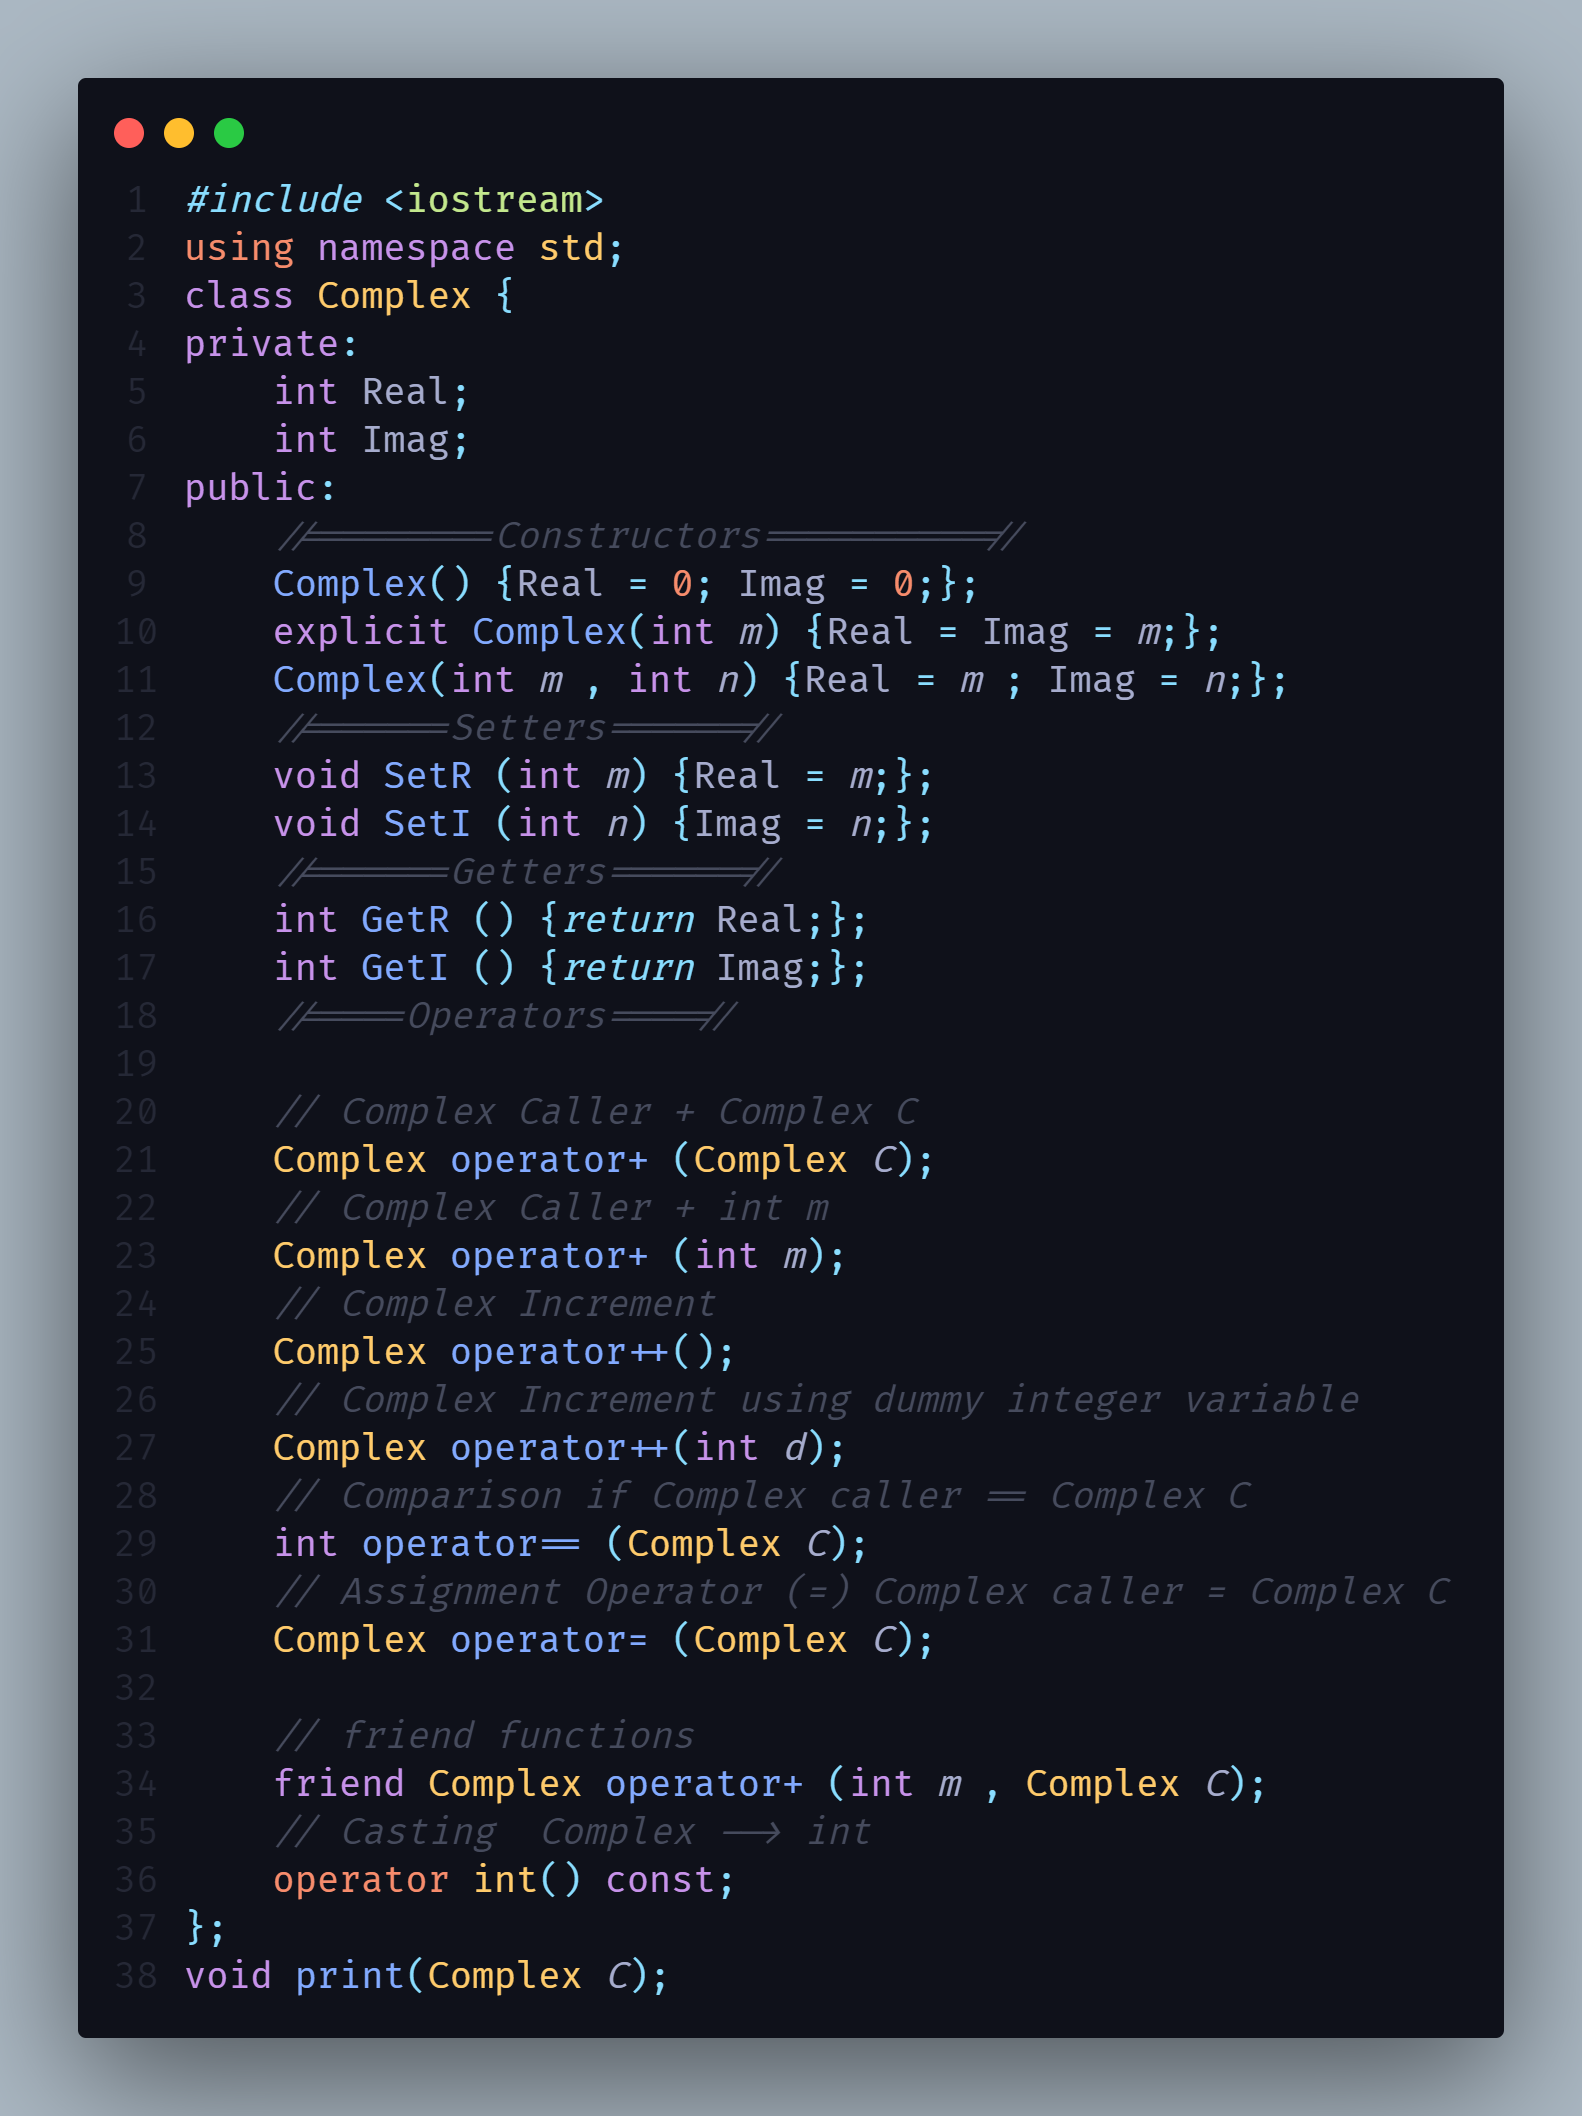 1 #include <iostream>
2 using namespace std;
3 class Complex {
4 private:
5     int Real;
6     int Imag;
7 public:
8     //========Constructors==========//
9     Complex() {Real = 0; Imag = 0;};
10     explicit Complex(int m) {Real = Imag = m;};
11     Complex(int m , int n) {Real = m ; Imag = n;};
12     //======Setters======//
13     void SetR (int m) {Real = m;};
14     void SetI (int n) {Imag = n;};
15     //======Getters======//
16     int GetR () {return Real;};
17     int GetI () {return Imag;};
18     //====Operators====//
19
20     // Complex Caller + Complex C
21     Complex operator+ (Complex C);
22     // Complex Caller + int m
23     Complex operator+ (int m);
24     // Complex Increment
25     Complex operator++();
26     // Complex Increment using dummy integer variable
27     Complex operator++(int d);
28     // Comparison if Complex caller == Complex C
29     int operator== (Complex C);
30     // Assignment Operator (=) Complex caller = Complex C
31     Complex operator= (Complex C);
32
33     // friend functions
34     friend Complex operator+ (int m , Complex C);
35     // Casting  Complex --> int
36     operator int() const;
37 };
38 void print(Complex C);